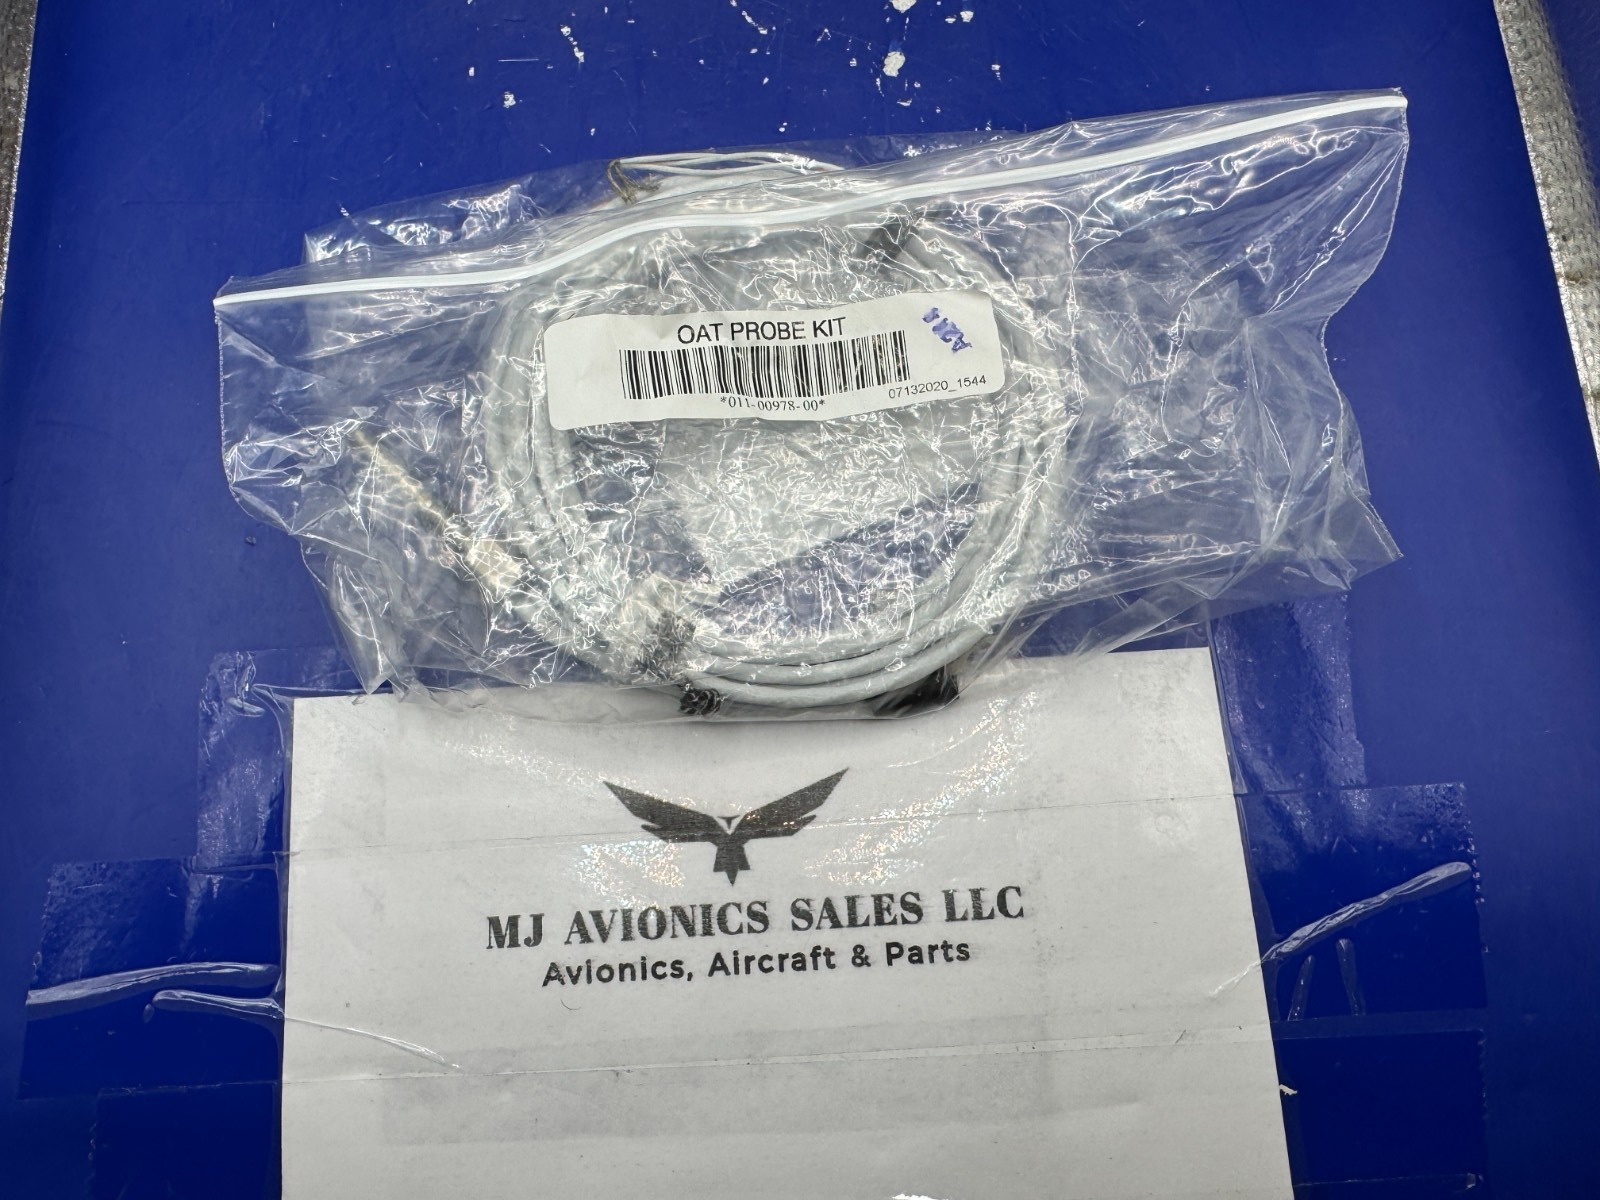 OAT PROBE KIT
*011-00978-00*
07132020_1544
MJ AVIONICS SALES LLC
Avionics, Aircraft & Parts